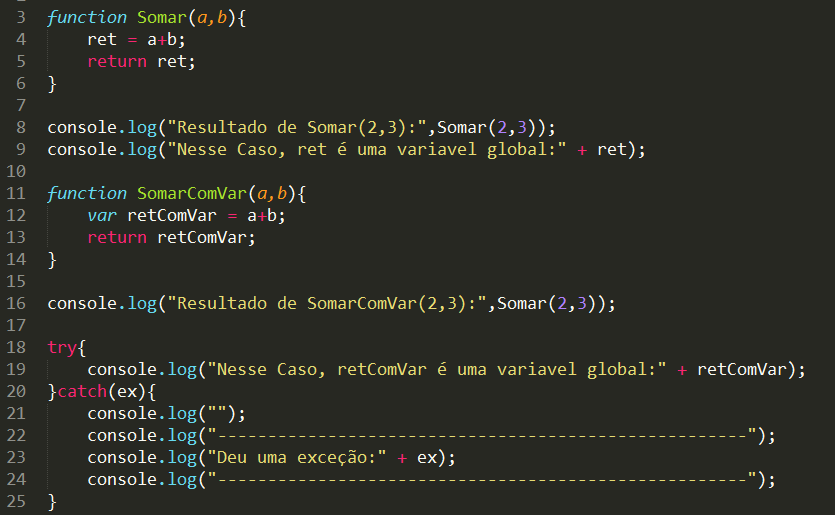 3 function Somar(a,b){
4     ret = a+b;
5     return ret;
6 }
7
8 console.log("Resultado de Somar(2,3):",Somar(2,3));
9 console.log("Nesse Caso, ret é uma variavel global:" + ret);
10
11 function SomarComVar(a,b){
12     var retComVar = a+b;
13     return retComVar;
14 }
15
16 console.log("Resultado de SomarComVar(2,3):",Somar(2,3));
17
18 try{
19     console.log("Nesse Caso, retComVar é uma variavel global:" + retComVar);
20 }catch(ex){
21     console.log("");
22     console.log("-----------------------------------------------------");
23     console.log("Deu uma exceção:" + ex);
24     console.log("-----------------------------------------------------");
25 }